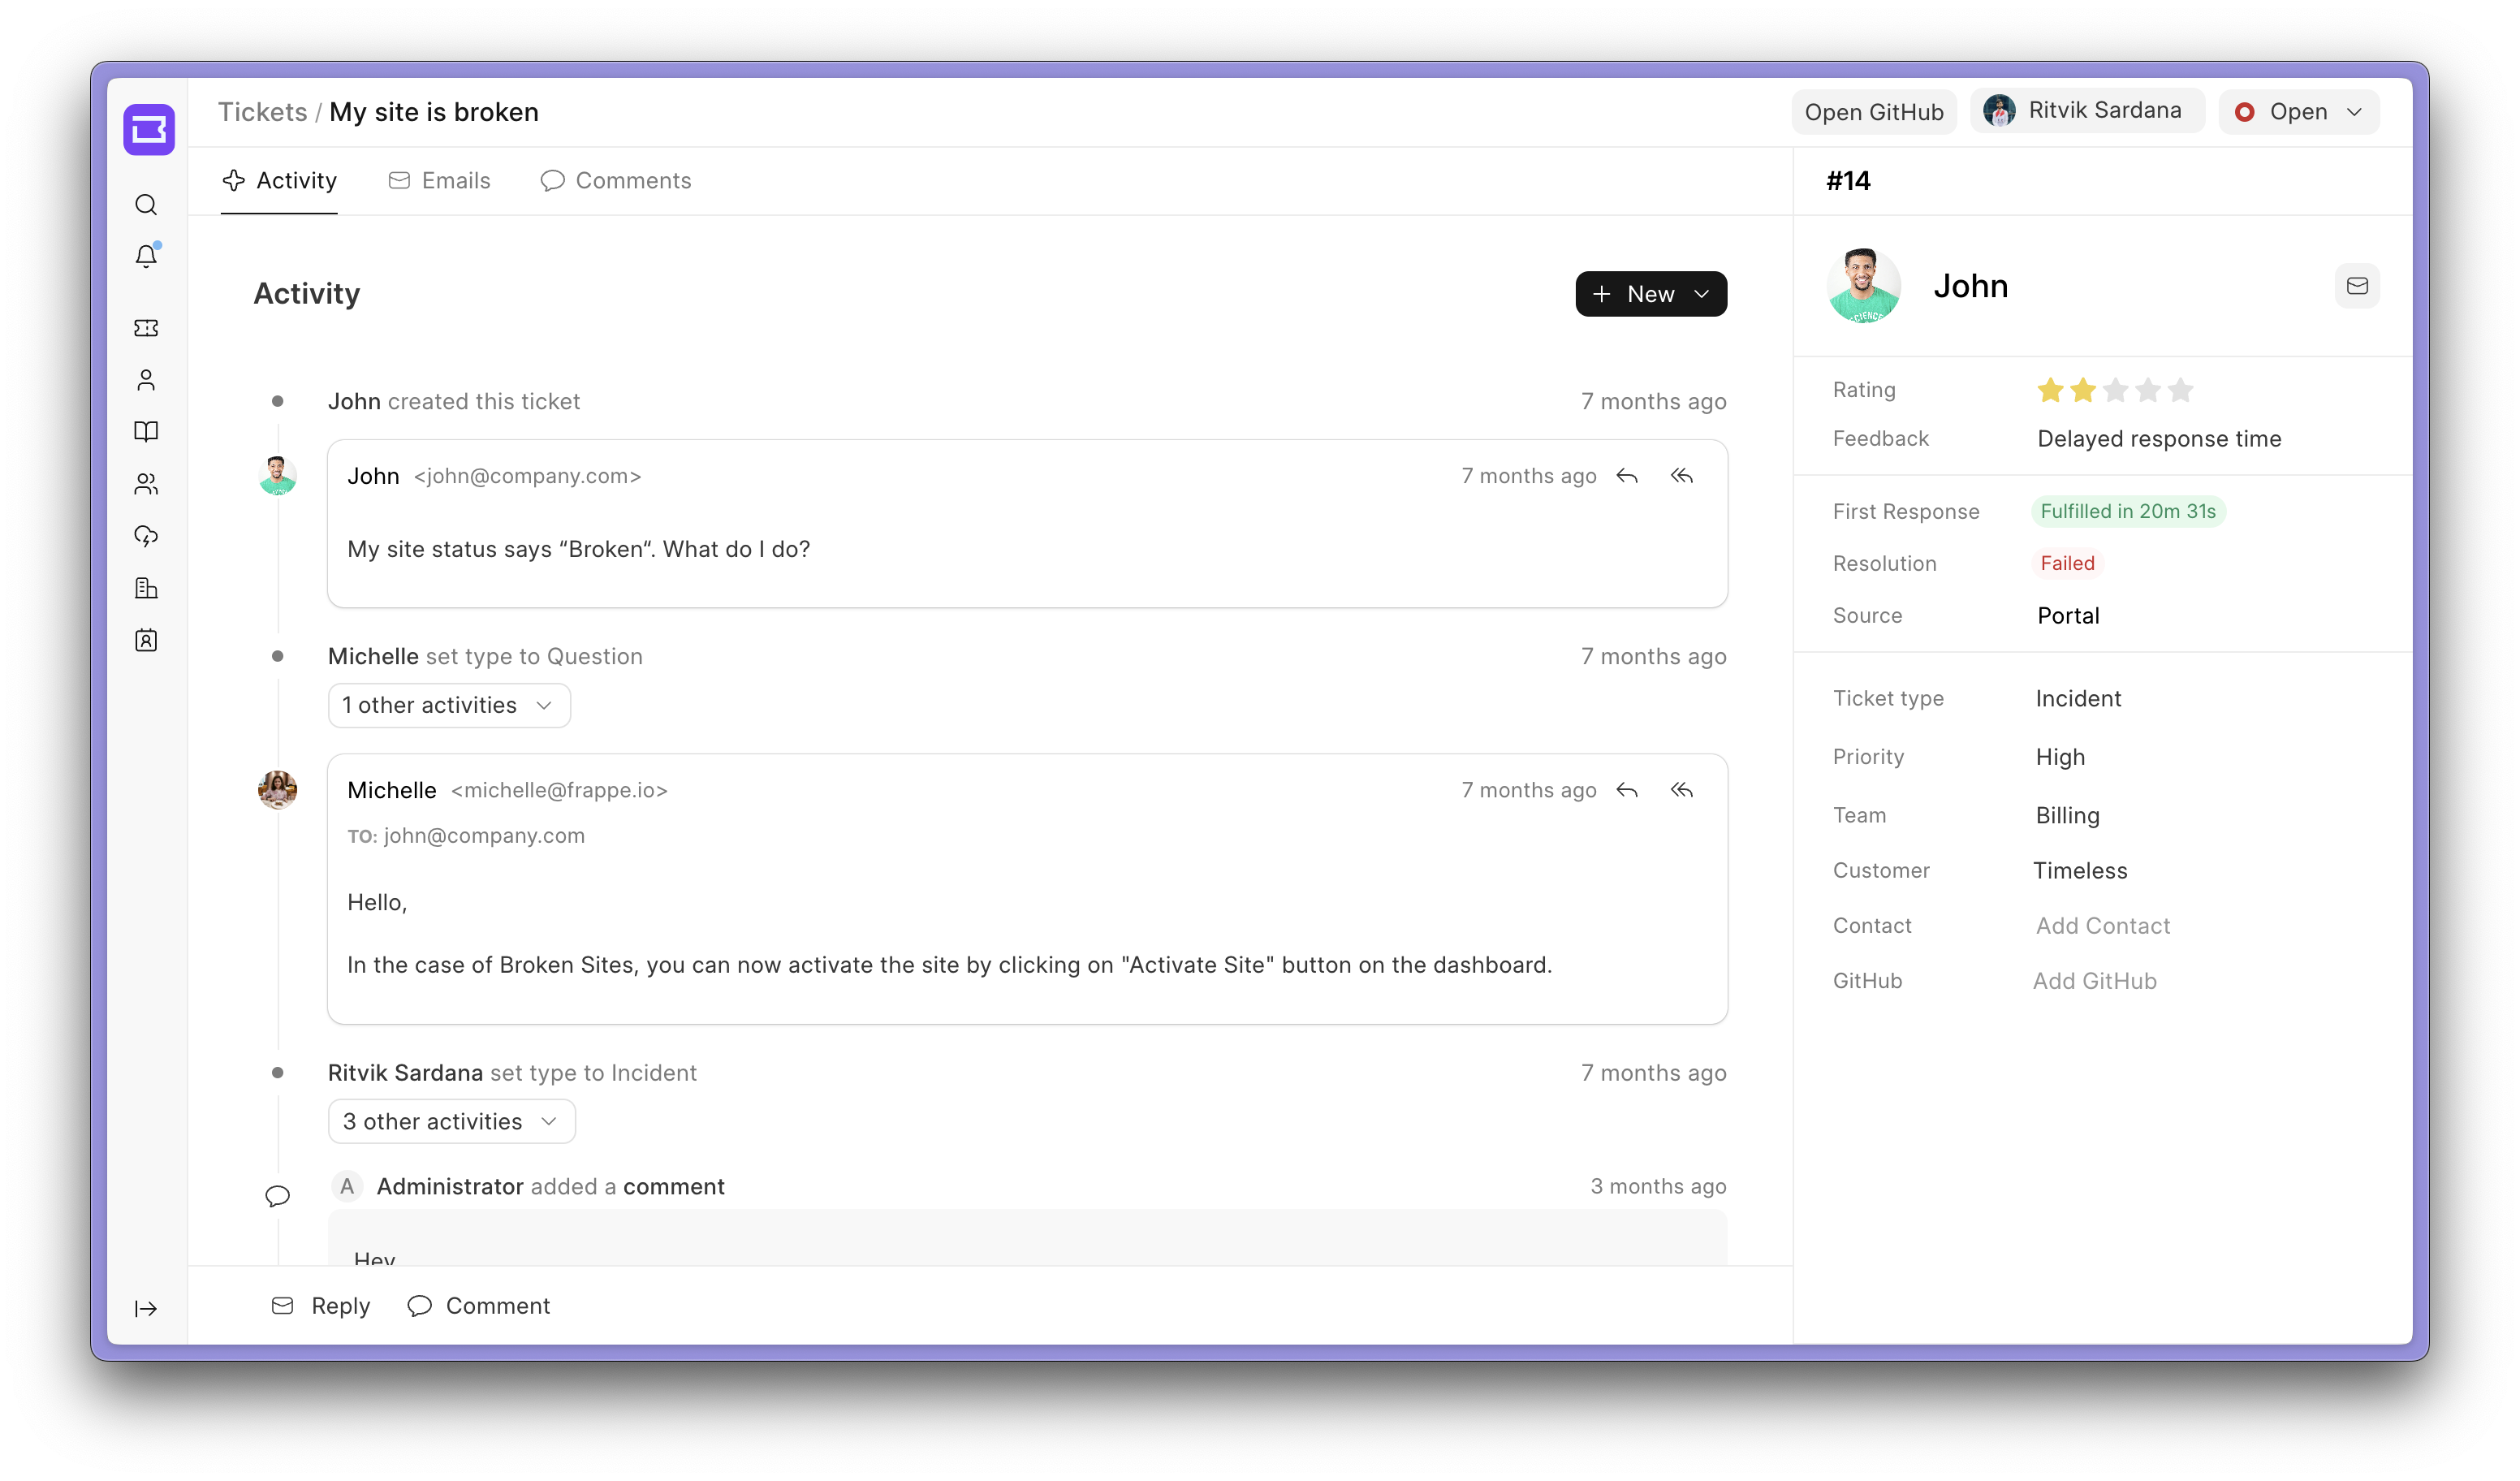 Tickets / My site is broken
Open GitHub
Ritvik Sardana
Open
Activity
Emails
Comments
#14
Activity
New
John
John created this ticket
7 months ago
John <john@company.com>
7 months ago
My site status says “Broken“. What do I do?
Michelle set type to Question
7 months ago
1 other activities
Michelle <michelle@frappe.io>
7 months ago
TO: john@company.com
Hello,
In the case of Broken Sites, you can now activate the site by clicking on "Activate Site" button on the dashboard.
Ritvik Sardana set type to Incident
7 months ago
3 other activities
A Administrator added a comment
3 months ago
Hey
Reply
Comment
SCIENCE
Rating
Feedback Delayed response time
First Response Fulfilled in 20m 31s
Resolution Failed
Source Portal
Ticket type Incident
Priority High
Team Billing
Customer Timeless
Contact Add Contact
GitHub Add GitHub